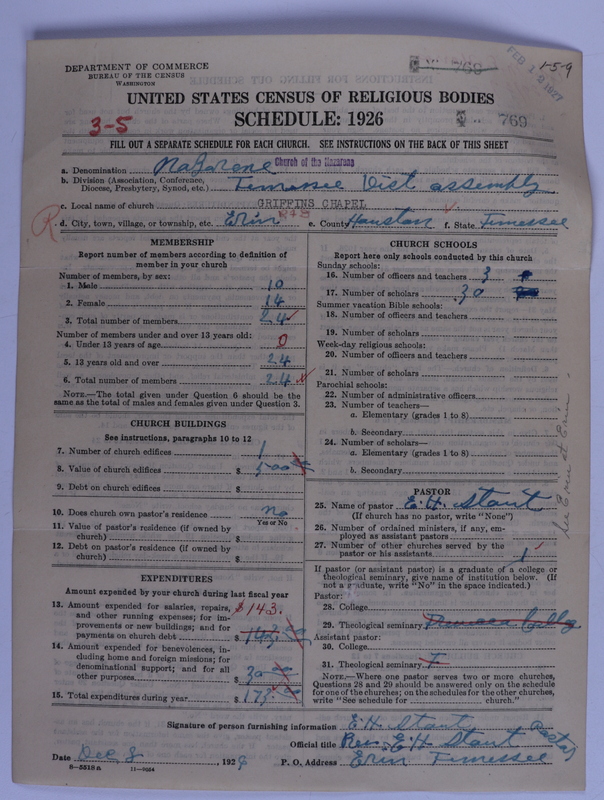 DEPARTMENT OF COMMERCE
BUREAU OF THE CENSUS
WASHINGTON
769
FEB 12 1927
1-5-9
UNITED STATES CENSUS OF RELIGIOUS BODIES
3-5
SCHEDULE: 1926
769
FILL OUT A SEPARATE SCHEDULE FOR EACH CHURCH. SEE INSTRUCTIONS ON THE BACK OF THIS SHEET
a. Denomination Nazarene Church of the Nazarene
b. Division (Association, Conference, Diocese, Presbytery, Synod, etc.) Tennessee Dist assembly
c. Local name of church GRIFFINS CHAPEL
R d. City, town, village, or township, etc. Erin e. County Houston f. State Tennessee
MEMBERSHIP
Report number of members according to definition of member in your church
Number of members, by sex:
1. Male 10
2. Female 14
3. Total number of members 24
Number of members under and over 13 years old:
4. Under 13 years of age 0
5. 13 years old and over 24
6. Total number of members 24
NOTE.—The total given under Question 6 should be the same as the total of males and females given under Question 3.
CHURCH BUILDINGS
See instructions, paragraphs 10 to 12
7. Number of church edifices 1
8. Value of church edifices $ 500.00
9. Debt on church edifices $
10. Does church own pastor's residence? no
Yes or No
11. Value of pastor's residence (if owned by church) $
12. Debt on pastor's residence (if owned by church) $
EXPENDITURES
Amount expended by your church during last fiscal year
13. Amount expended for salaries, repairs, and other running expenses; for improvements or new buildings; and for payments on church debt $143. $ 143.00
14. Amount expended for benevolences, including home and foreign missions; for denominational support; and for all other purposes $ 30.00
15. Total expenditures during year $ 173.00
CHURCH SCHOOLS
Report here only schools conducted by this church
Sunday schools:
16. Number of officers and teachers 3
17. Number of scholars 30
Summer vacation Bible schools:
18. Number of officers and teachers
19. Number of scholars
Week-day religious schools:
20. Number of officers and teachers
21. Number of scholars
Parochial schools:
22. Number of administrative officers
23. Number of teachers—
a. Elementary (grades 1 to 8)
b. Secondary
24. Number of scholars—
a. Elementary (grades 1 to 8)
b. Secondary
PASTOR
25. Name of pastor E. H. Stout
(If church has no pastor, write "None")
26. Number of ordained ministers, if any, employed as assistant pastors
27. Number of other churches served by the pastor or his assistants 1
If pastor (or assistant pastor) is a graduate of a college or theological seminary, give name of institution below. (If not a graduate, write "No" in the space indicated.)
Pastor:
28. College
29. Theological seminary
Assistant pastor:
30. College
31. Theological seminary
NOTE.—Where one pastor serves two or more churches, Questions 28 and 29 should be answered only on the schedule for one of the churches; on the schedules for the other churches, write "See schedule for church."
Signature of person furnishing information E. H. Stout
Official title Rev. E H Stout Pastor
Date Dec 8, 1926 P. O. Address Erin Tennessee
8-5518a 11-9064